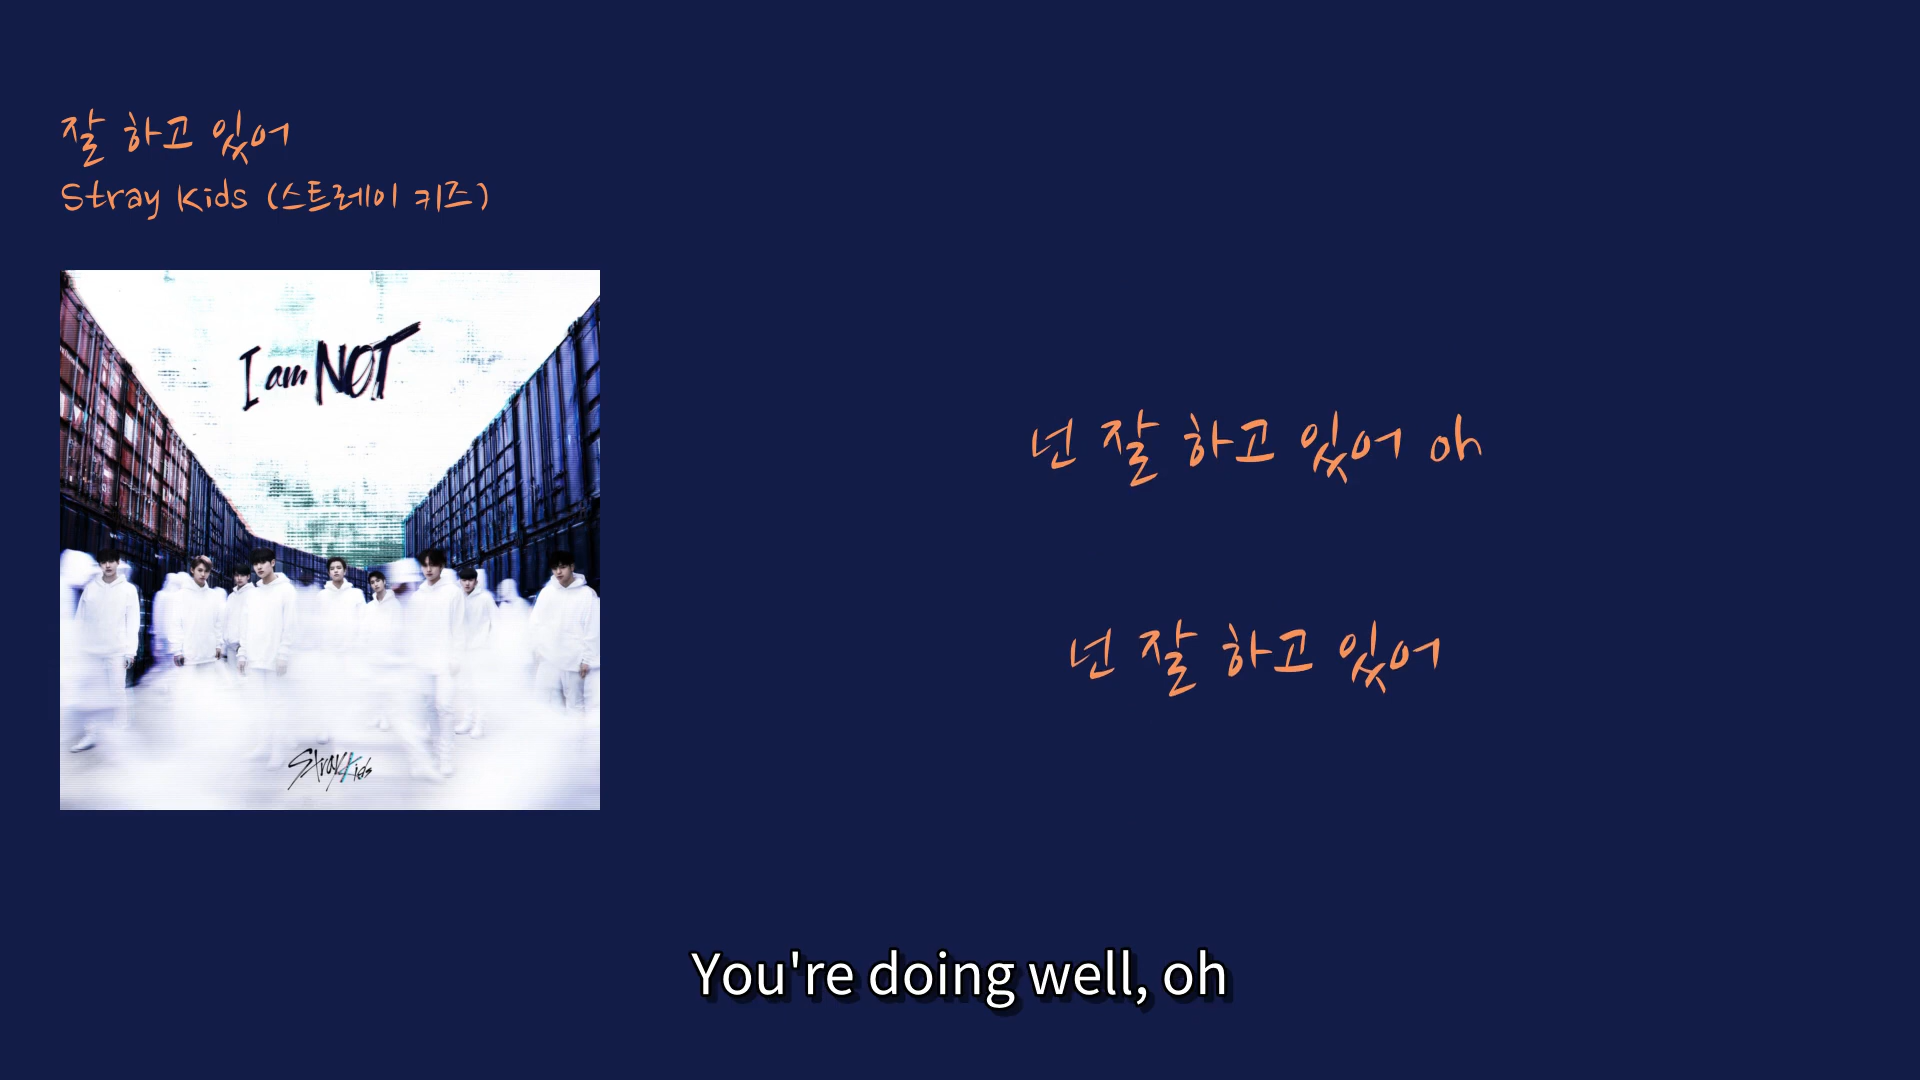 잘 하고 있어
Stray Kids (스트레이 키즈)
I am NOT
Stray Kids
넌 잘 하고 있어 oh
넌 잘 하고 있어
You're doing well, oh